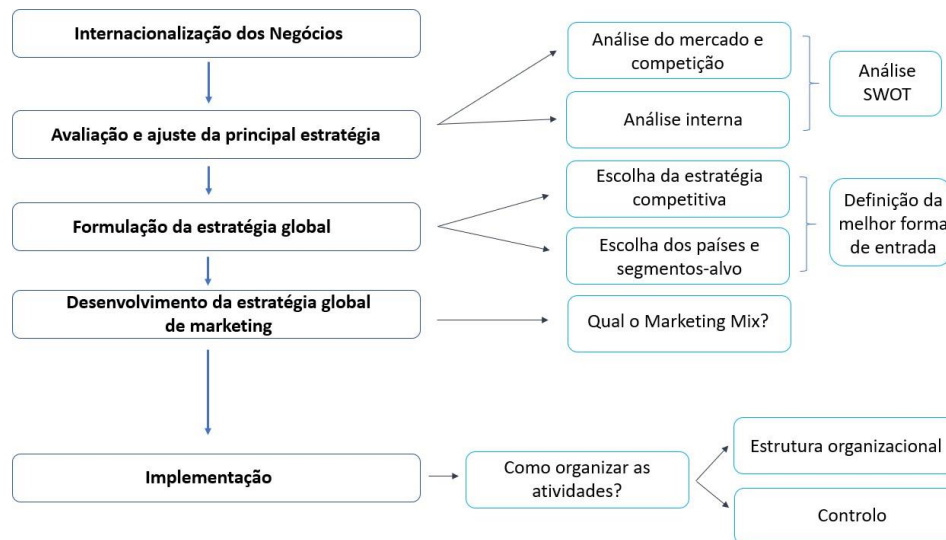 Internacionalização dos Negócios
Avaliação e ajuste da principal estratégia
Análise do mercado e
competição
Análise interna
Análise
SWOT
Formulação da estratégia global
Escolha da estratégia
competitiva
Escolha dos países e
segmentos-alvo
Definição da
melhor forma
de entrada
Desenvolvimento da estratégia global
de marketing
Qual o Marketing Mix?
Implementação
Como organizar as
atividades?
Estrutura organizacional
Controlo